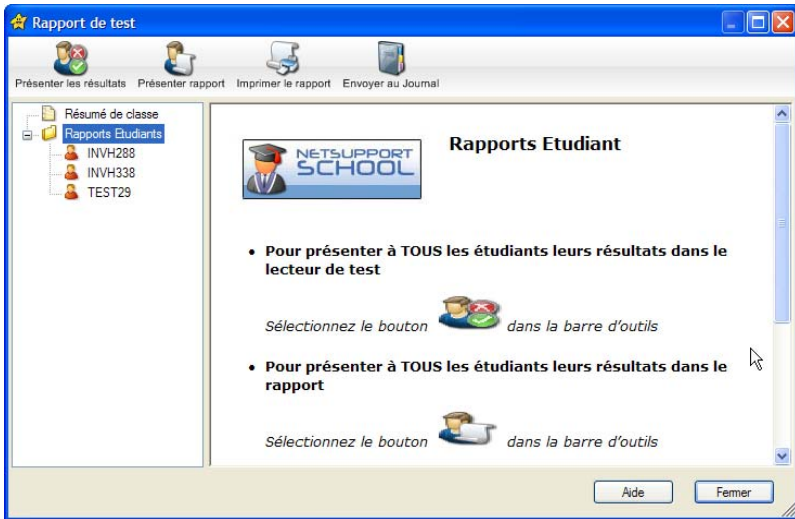 Rapport de test
Présenter les résultats Présenter rapport Imprimer le rapport Envoyer au Journal
Résumé de classe
Rapports Etudiants
INVH288
INVH338
TEST29
NETSUPPORT
SCHOOL
Rapports Etudiant
• Pour présenter à TOUS les étudiants leurs résultats dans le
lecteur de test
Sélectionnez le bouton dans la barre d'outils
• Pour présenter à TOUS les étudiants leurs résultats dans le
rapport
Sélectionnez le bouton dans la barre d'outils
Aide Fermer